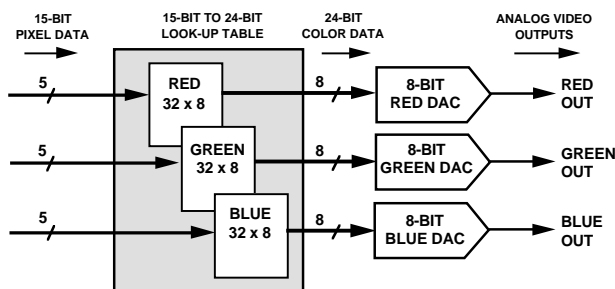 15-BIT
PIXEL DATA
15-BIT TO 24-BIT
LOOK-UP TABLE
24-BIT
COLOR DATA
ANALOG VIDEO
OUTPUTS
5
RED
32 x 8
8
8-BIT
RED DAC
RED
OUT
5
GREEN
32 x 8
8
8-BIT
GREEN DAC
GREEN
OUT
5
BLUE
32 x 8
8
8-BIT
BLUE DAC
BLUE
OUT